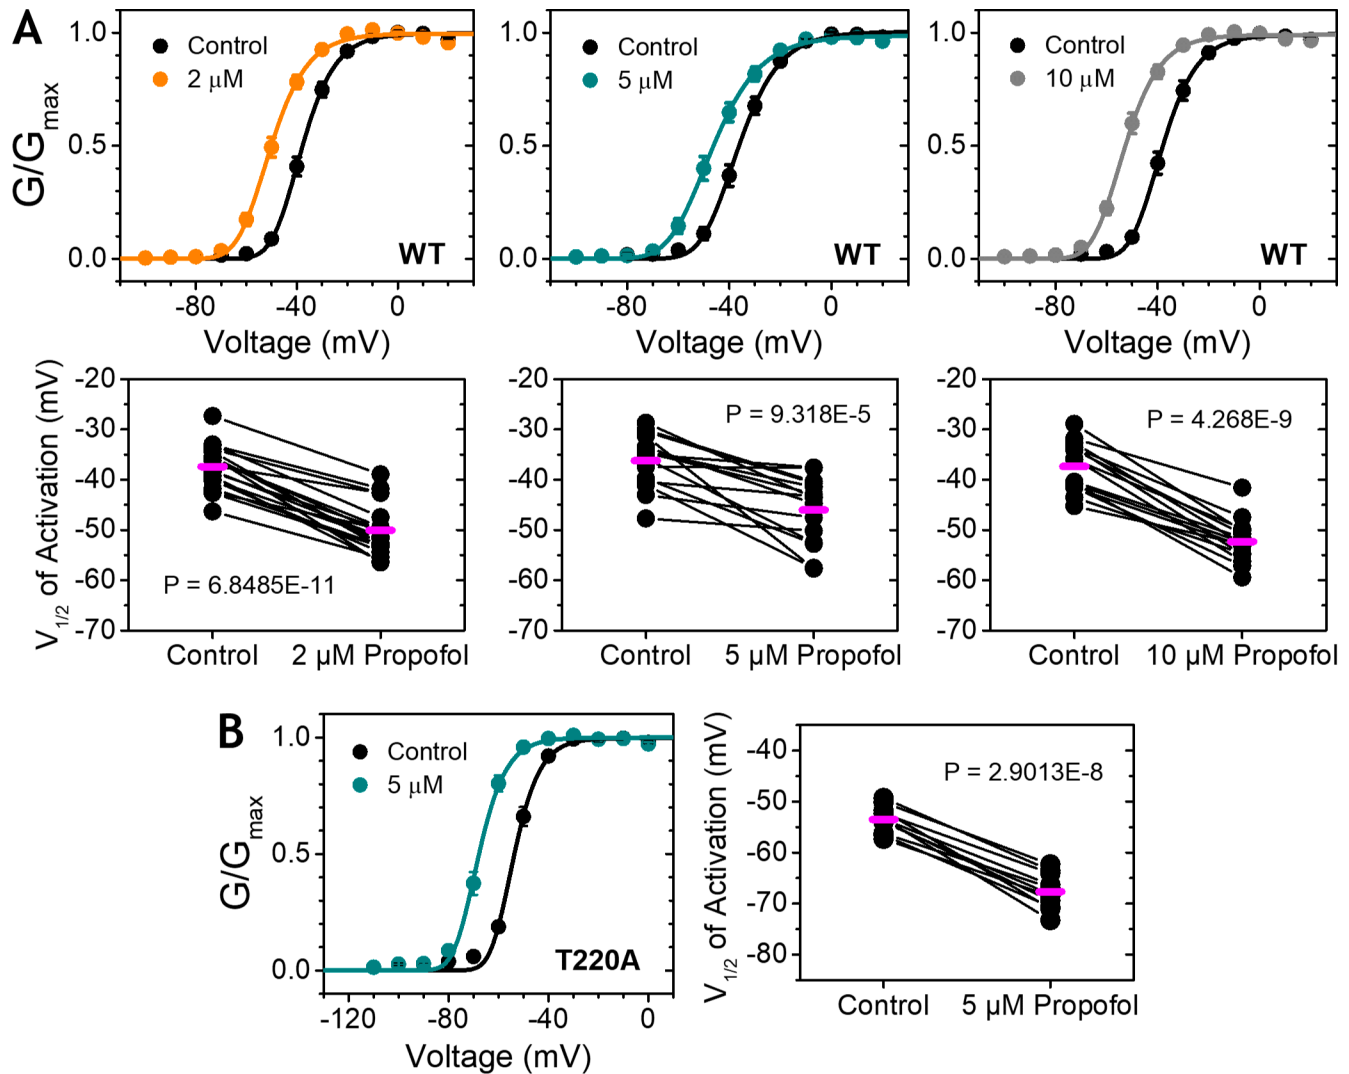 A
1.0
0.5
0.0
G/Gmax
Control
2 μM
WT
-80
-40
0
Voltage (mV)
1.0
0.5
0.0
Control
5 μM
WT
-80
-40
0
Voltage (mV)
1.0
0.5
0.0
Control
10 μM
WT
-80
-40
0
Voltage (mV)
V1/2 of Activation (mV)
-20
-30
-40
-50
-60
-70
P = 6.8485E-11
Control
2 μM Propofol
-20
-30
-40
-50
-60
-70
P = 9.318E-5
Control
5 μM Propofol
-20
-30
-40
-50
-60
-70
P = 4.268E-9
Control
10 μM Propofol
B
1.0
0.5
0.0
G/Gmax
Control
5 μM
T220A
-120
-80
-40
0
Voltage (mV)
V1/2 of Activation (mV)
-40
-50
-60
-70
-80
P = 2.9013E-8
Control
5 μM Propofol